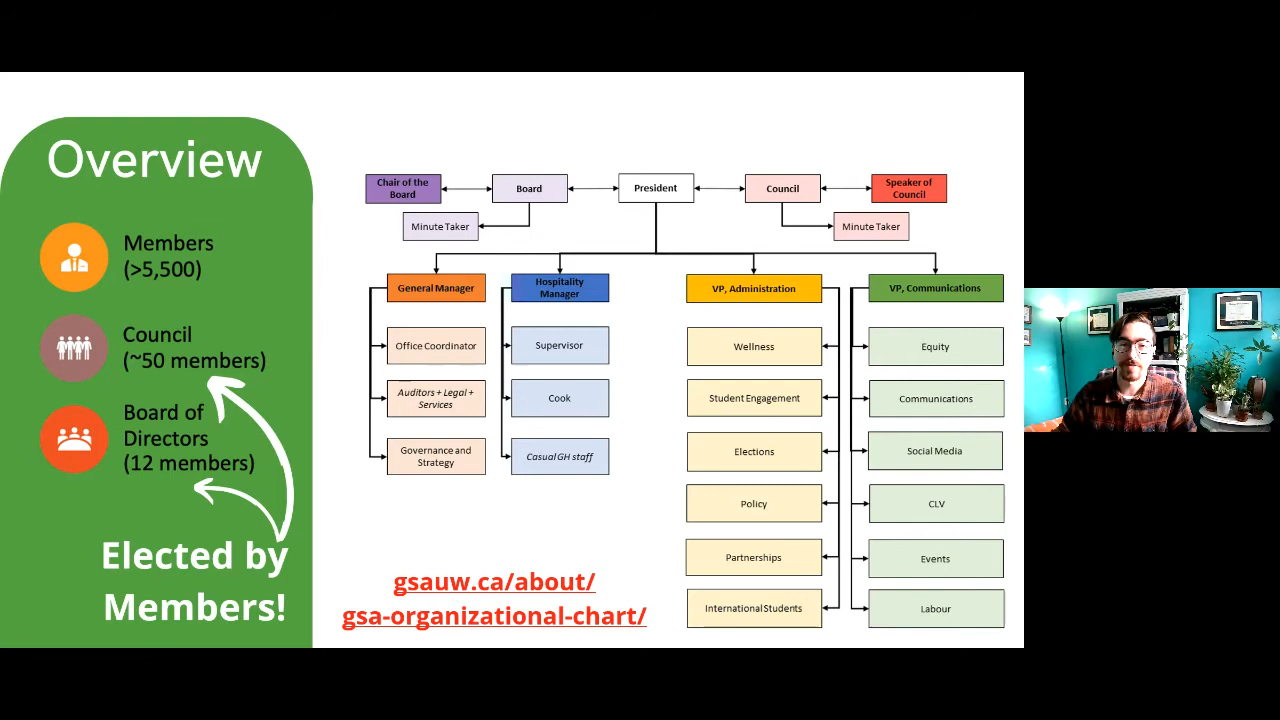 Overview
Members
(>5,500)
Council
(~50 members)
Board of
Directors
(12 members)
Elected by
Members!
Chair of the
Board
Board
President
Council
Speaker of
Council
Minute Taker
Minute Taker
General Manager
Hospitality
Manager
VP, Administration
VP, Communications
Office Coordinator
Supervisor
Wellness
Equity
Auditors + Legal +
Services
Cook
Student Engagement
Communications
Governance and
Strategy
Casual GH staff
Elections
Social Media
Policy
CLV
Partnerships
Events
International Students
Labour
gsauw.ca/about/
gsa-organizational-chart/